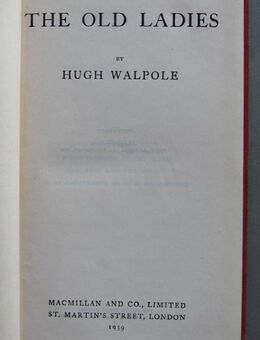 THE OLD LADIES
BY
HUGH WALPOLE
MACMILLAN AND CO., LIMITED
ST. MARTIN'S STREET, LONDON
1939